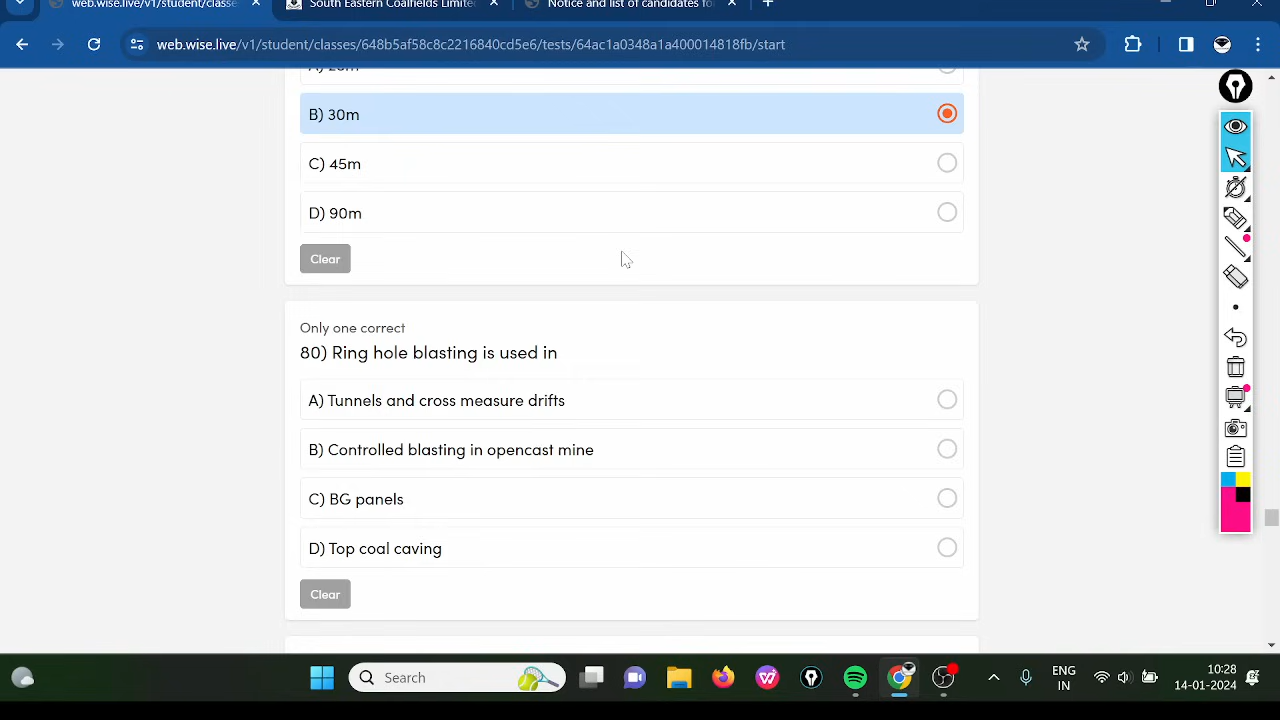 web.wise.live/v1/student/classe
South Eastern Coalfields Limited
Notice and list of candidates fo
web.wise.live/v1/student/classes/648b5af58c8c2216840cd5e6/tests/64ac1a0348a1a400014818fb/start
B) 30m
C) 45m
D) 90m
Clear
Only one correct
80) Ring hole blasting is used in
A) Tunnels and cross measure drifts
B) Controlled blasting in opencast mine
C) BG panels
D) Top coal caving
Clear
Search
ENG
IN
10:28
14-01-2024